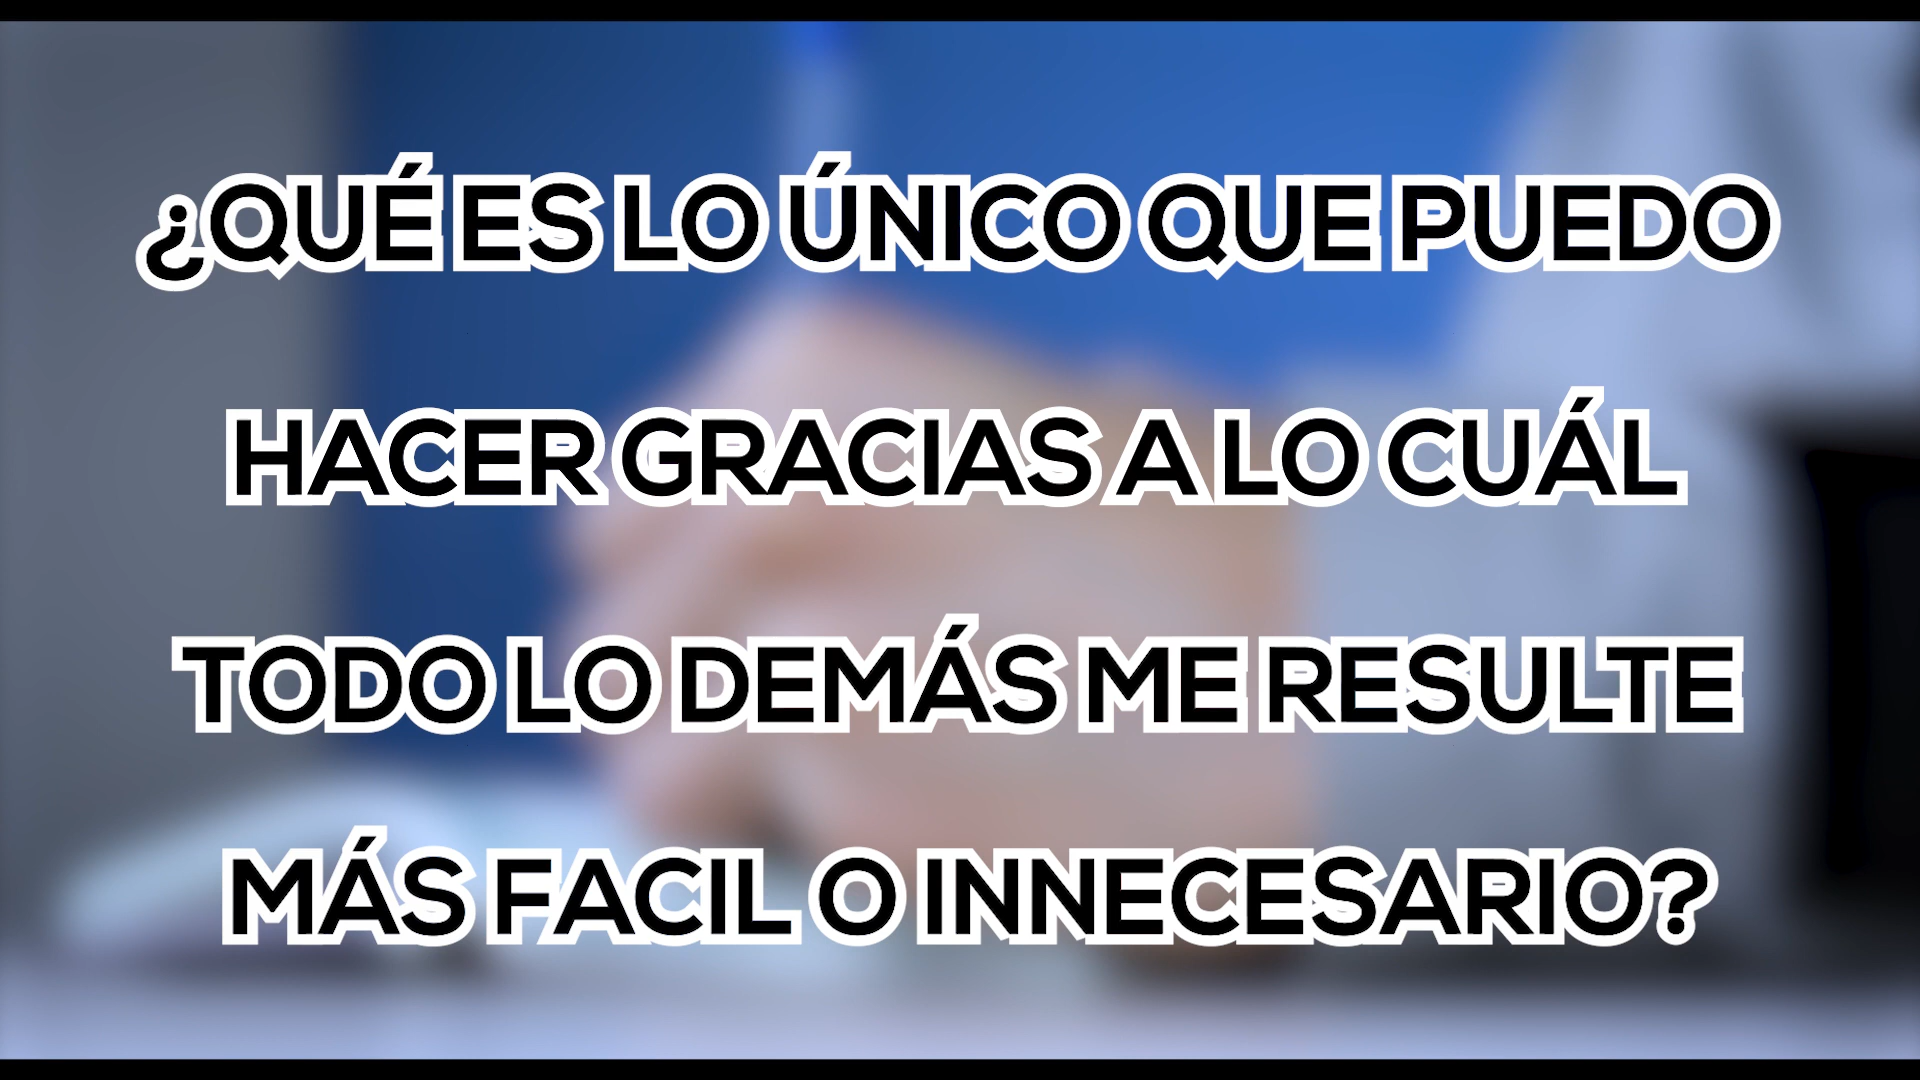 ¿QUÉ ES LO ÚNICO QUE PUEDO
HACER GRACIAS A LO CUÁL
TODO LO DEMÁS ME RESULTE
MÁS FACIL O INNECESARIO?